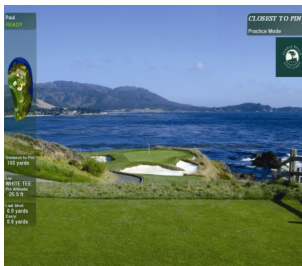 Paul
READY
CLOSEST TO PIN
Practice Mode
Distance to Pin
102 yards
Lie:
WHITE TEE
Pin Altitude
-25.5 ft
Last Shot
0.0 yards
Carry
0.0 yards